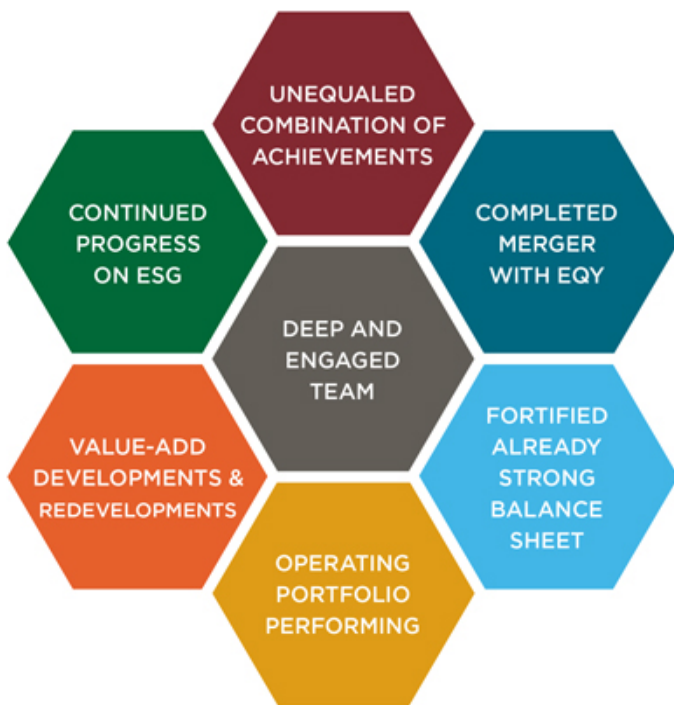 UNEQUALED
COMBINATION OF
ACHIEVEMENTS
CONTINUED
PROGRESS
ON ESG
COMPLETED
MERGER
WITH EQY
DEEP AND
ENGAGED
TEAM
VALUE-ADD
DEVELOPMENTS &
REDEVELOPMENTS
FORTIFIED
ALREADY
STRONG
BALANCE
SHEET
OPERATING
PORTFOLIO
PERFORMING